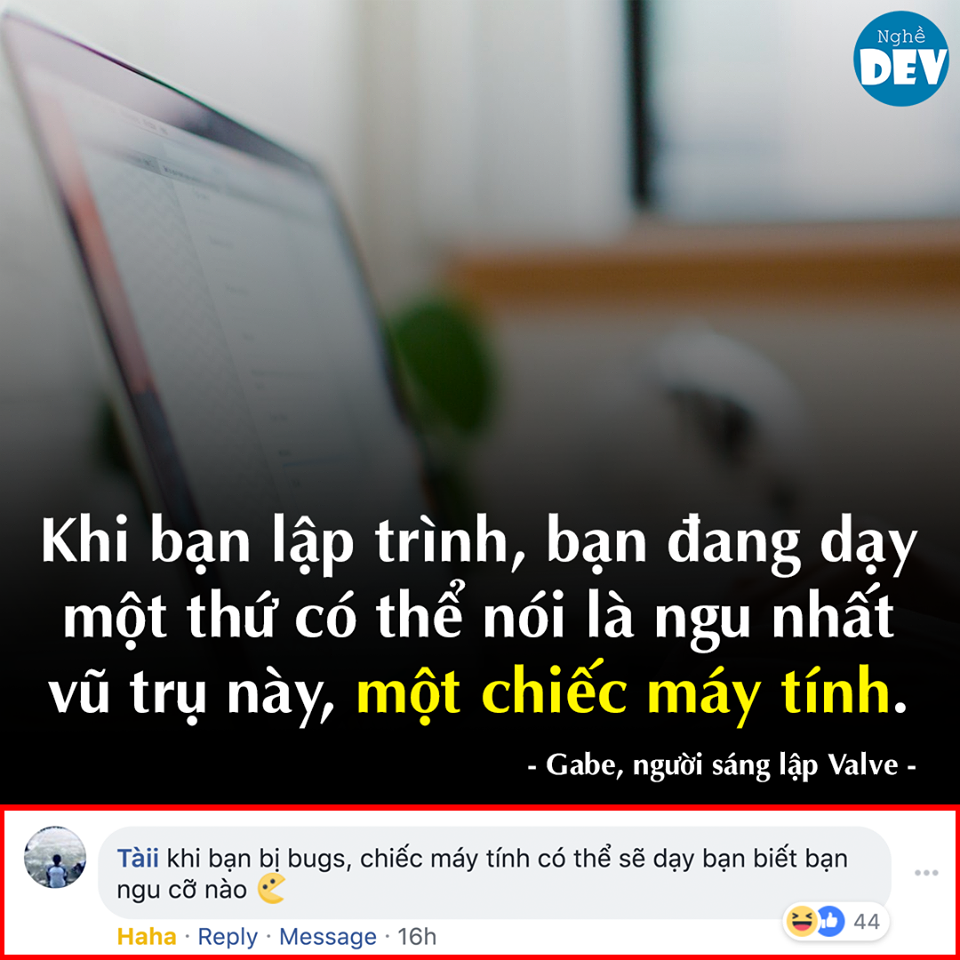 Nghề
DEV
Khi bạn lập trình, bạn đang dạy
một thứ có thể nói là ngu nhất
vũ trụ này, một chiếc máy tính.
- Gabe, người sáng lập Valve -
Tàii khi bạn bị bugs, chiếc máy tính có thể sẽ dạy bạn biết bạn
ngu cỡ nào
44
Haha · Reply · Message · 16h